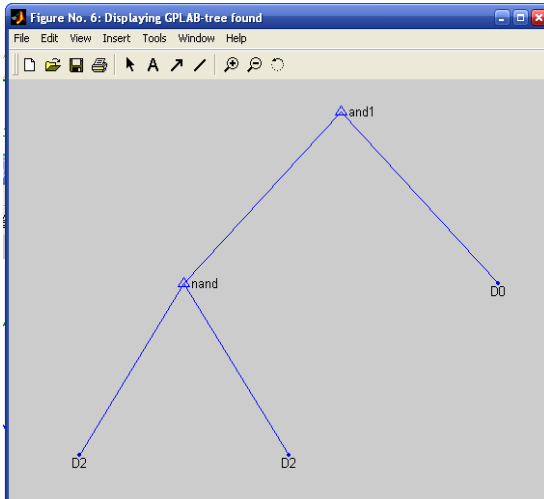 Figure No. 6: Displaying GPLAB-tree found
File Edit View Insert Tools Window Help
A
and1
nand
D0
D2 D2